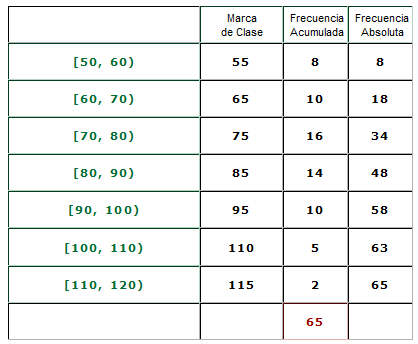 Marca de Clase Frecuencia Acumulada Frecuencia Absoluta
[50, 60) 55 8 8
[60, 70) 65 10 18
[70, 80) 75 16 34
[80, 90) 85 14 48
[90, 100) 95 10 58
[100, 110) 110 5 63
[110, 120) 115 2 65
65